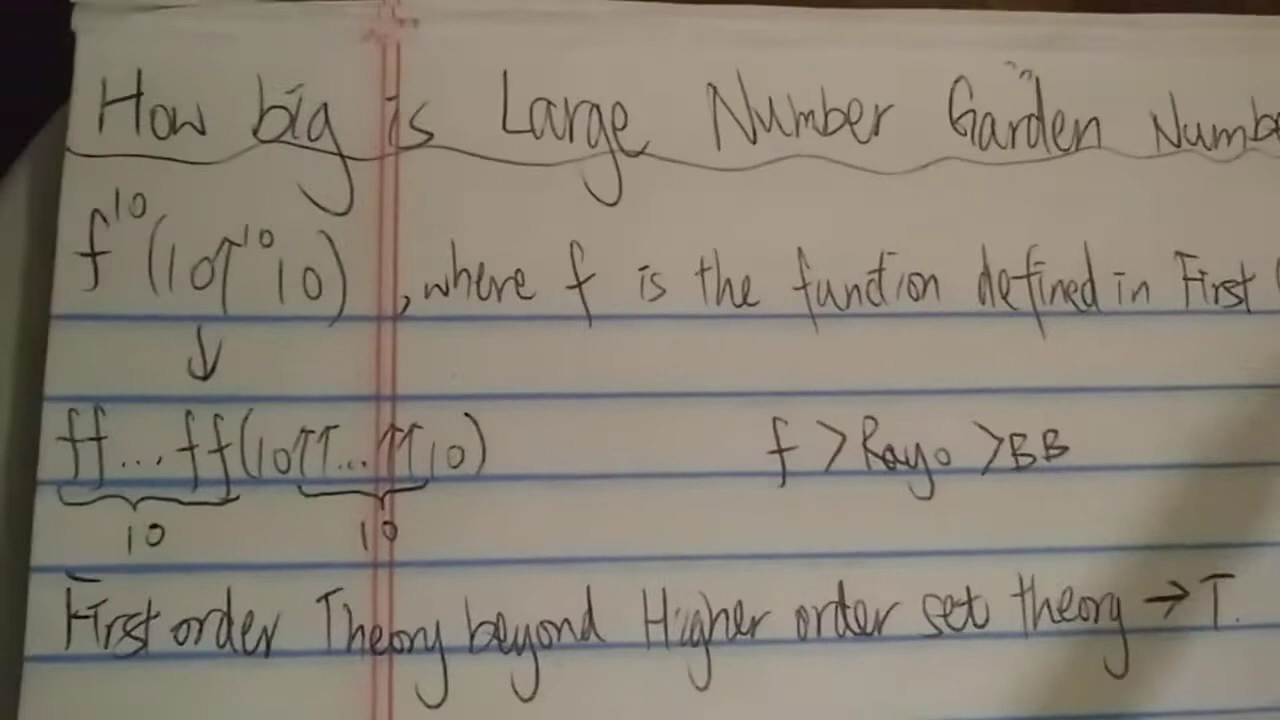 How big is Large Number Garden Numbe
f¹⁰(10↑¹⁰10), where f is the function defined in First
↓
ff...ff(10↑↑...↑↑10) f > Rayo > BB
10 10
First order Theory beyond Higher order set theory → T.